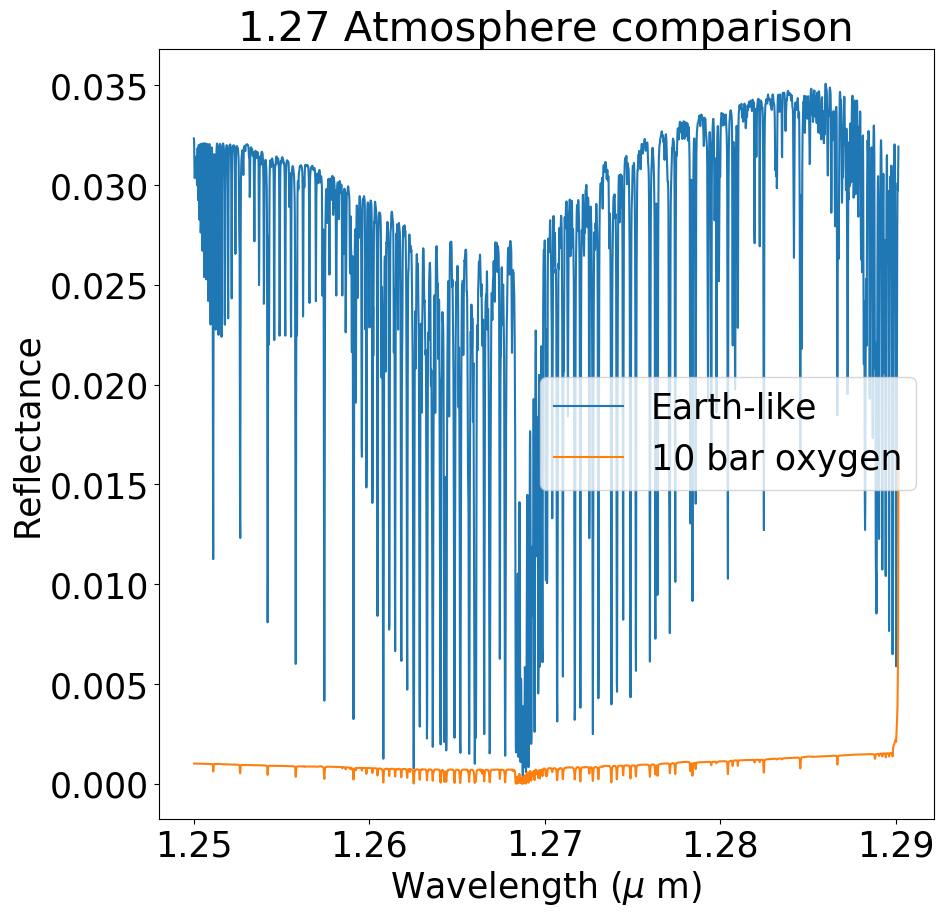 1.27 Atmosphere comparison
0.035
0.030
0.025
0.020
0.015
0.010
0.005
0.000
Reflectance
Earth-like
10 bar oxygen
1.25 1.26 1.27 1.28 1.29
Wavelength (μ m)